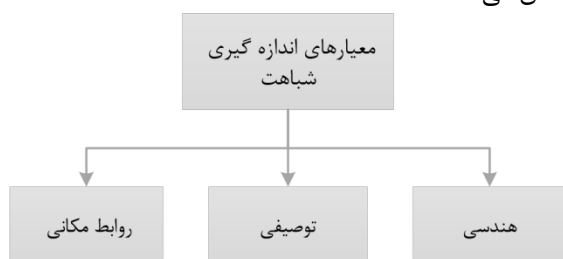 معیارهای اندازه گیری
شباهت
هندسی
توصیفی
روابط مکانی